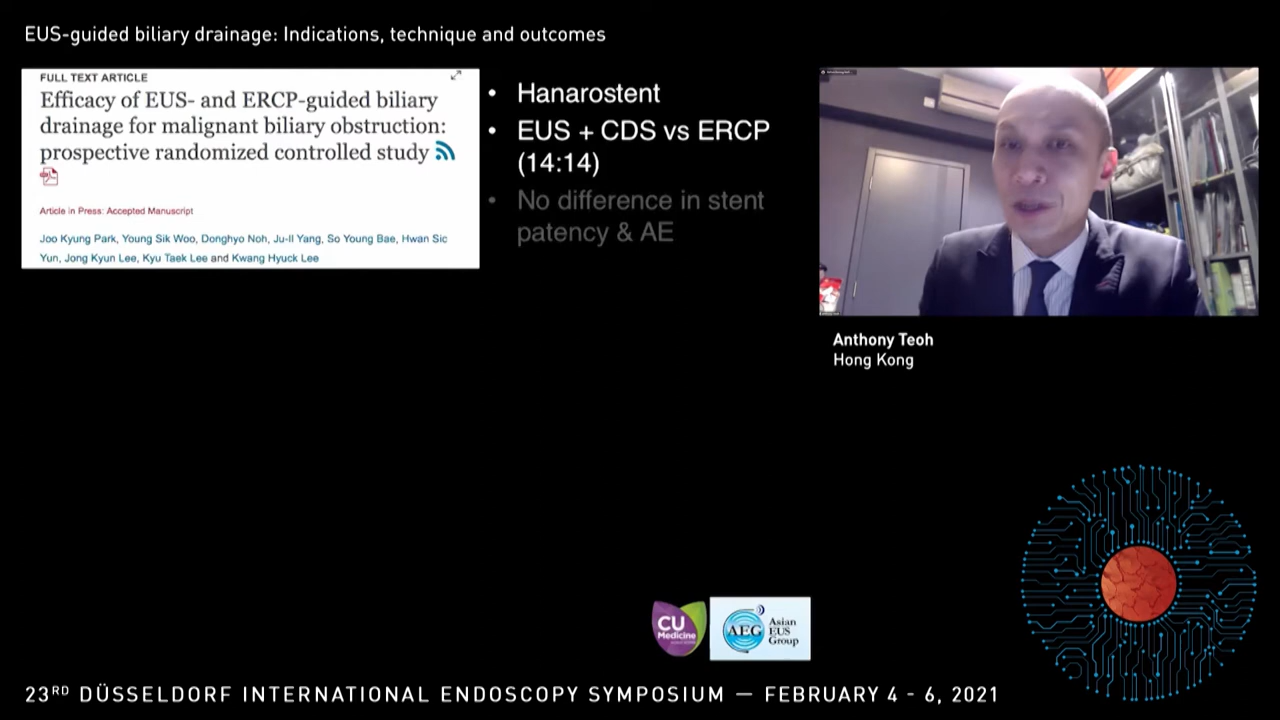 EUS-guided biliary drainage: Indications, technique and outcomes
FULL TEXT ARTICLE
Efficacy of EUS- and ERCP-guided biliary
drainage for malignant biliary obstruction:
prospective randomized controlled study
Article in Press: Accepted Manuscript
Joo Kyung Park, Young Sik Woo, Donghyo Noh, Ju-Il Yang, So Young Bae, Hwan Sic
Yun, Jong Kyun Lee, Kyu Taek Lee and Kwang Hyuck Lee
• Hanarostent
• EUS + CDS vs ERCP
(14:14)
• No difference in stent
patency & AE
Anthony Teoh
Hong Kong
CU
Medicine
AEG
Asian
EUS
Group
23RD DÜSSELDORF INTERNATIONAL ENDOSCOPY SYMPOSIUM — FEBRUARY 4 - 6, 2021